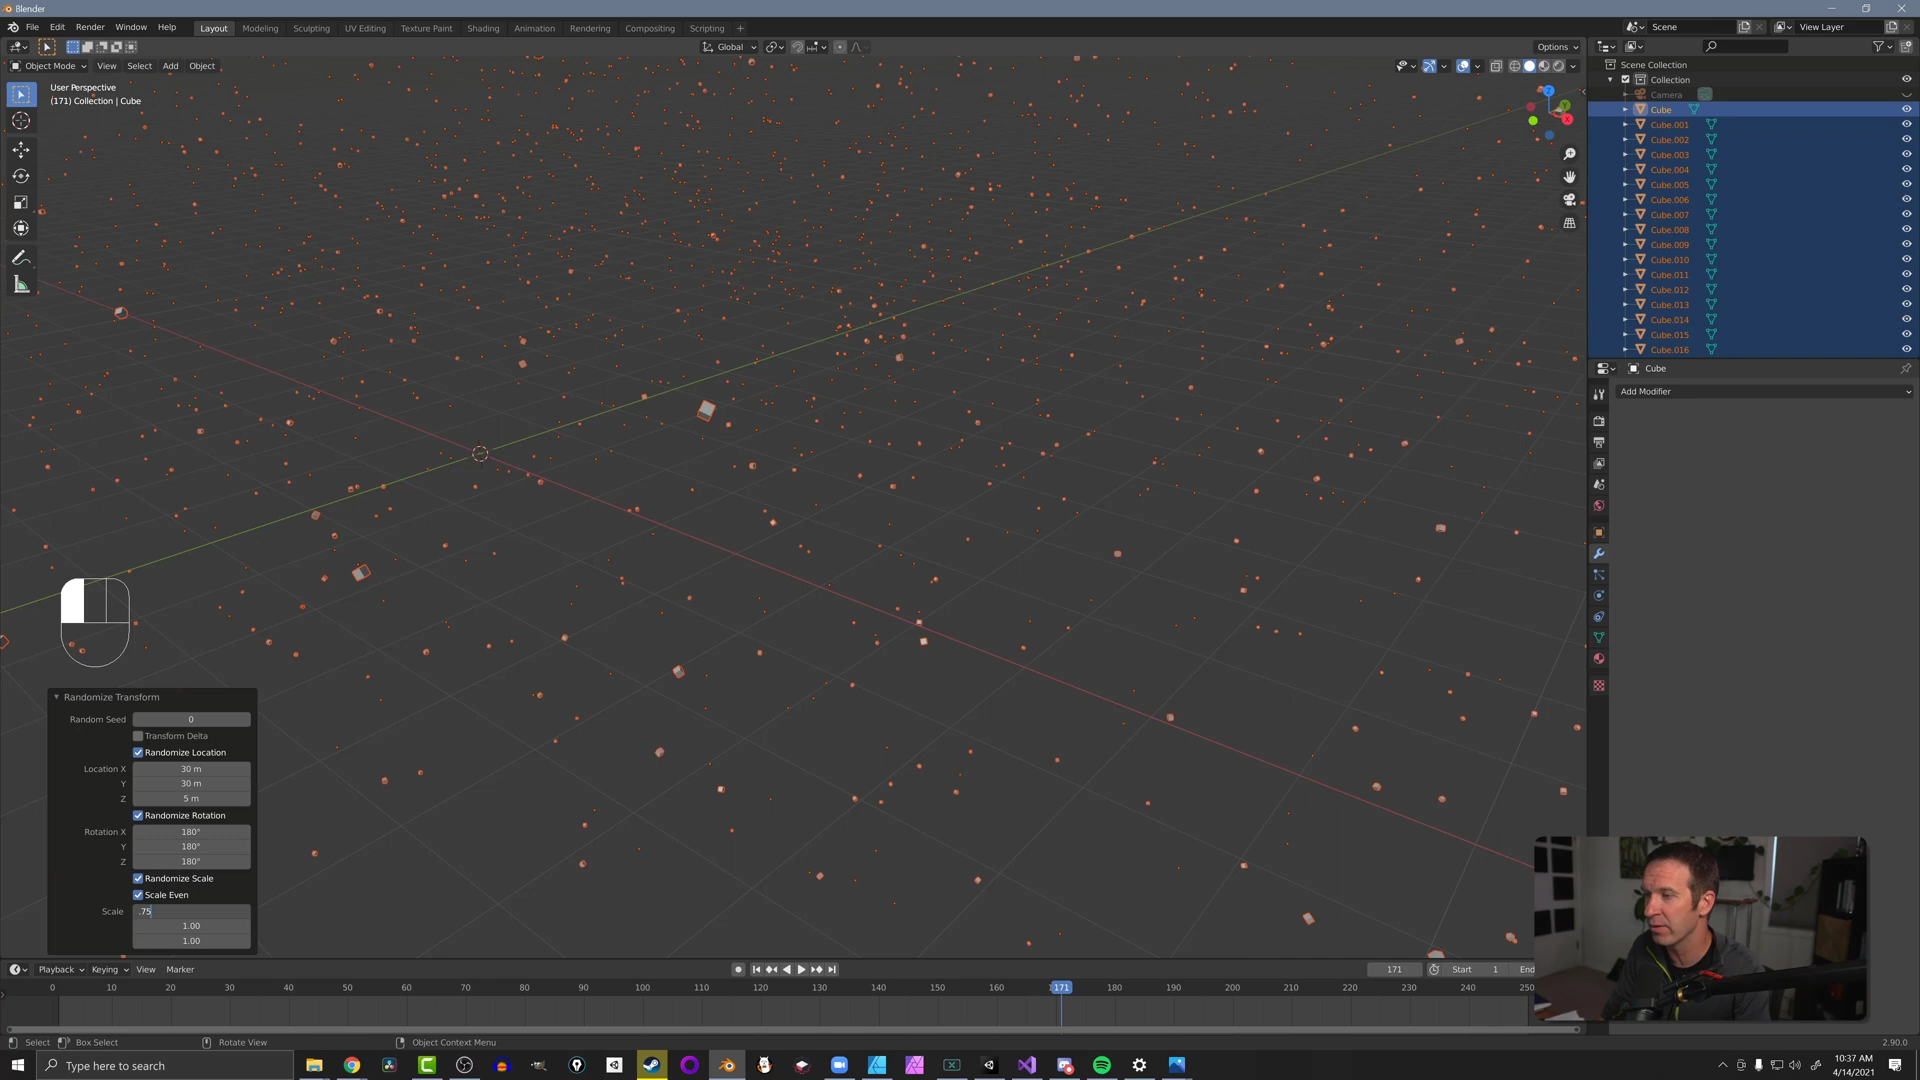 Blender
File Edit Render Window Help
Layout Modeling Sculpting UV Editing Texture Paint Shading Animation Rendering Compositing Scripting +
Scene View Layer
Global Options
Object Mode View Select Add Object
User Perspective
(171) Collection | Cube
Z
Y
X
Scene Collection
Collection
Camera
Cube
Cube.001
Cube.002
Cube.003
Cube.004
Cube.005
Cube.006
Cube.007
Cube.008
Cube.009
Cube.010
Cube.011
Cube.012
Cube.013
Cube.014
Cube.015
Cube.016
Cube
Add Modifier
Randomize Transform
Random Seed 0
Transform Delta
Randomize Location
Location X 30 m
Y 30 m
Z 5 m
Randomize Rotation
Rotation X 180°
Y 180°
Z 180°
Randomize Scale
Scale Even
Scale .75
1.00
1.00
Playback Keying View Marker 171 Start 1 End
0 10 20 30 40 50 60 70 80 90 100 110 120 130 140 150 160 171 180 190 200 210 220 230 240 250
Select Box Select Rotate View Object Context Menu 2.90.0
Type here to search
10:37 AM
4/14/2021